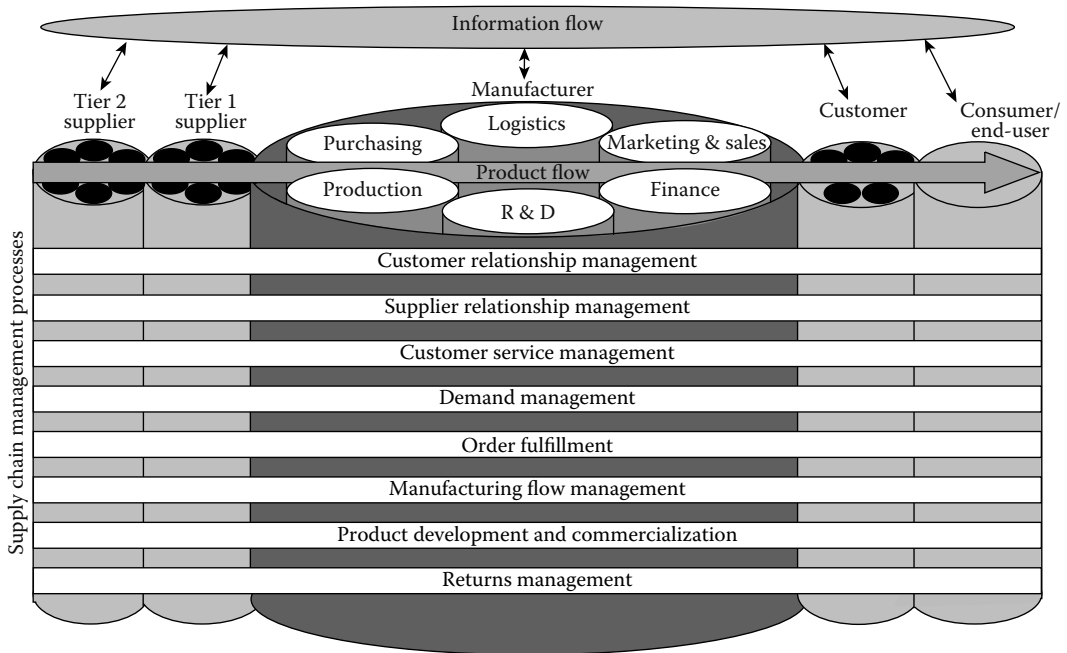 Information flow
Tier 2
supplier
Tier 1
supplier
Manufacturer
Customer
Consumer/
end-user
Logistics
Purchasing
Marketing & sales
Product flow
Production
Finance
R & D
Supply chain management processes
Customer relationship management
Supplier relationship management
Customer service management
Demand management
Order fulfillment
Manufacturing flow management
Product development and commercialization
Returns management